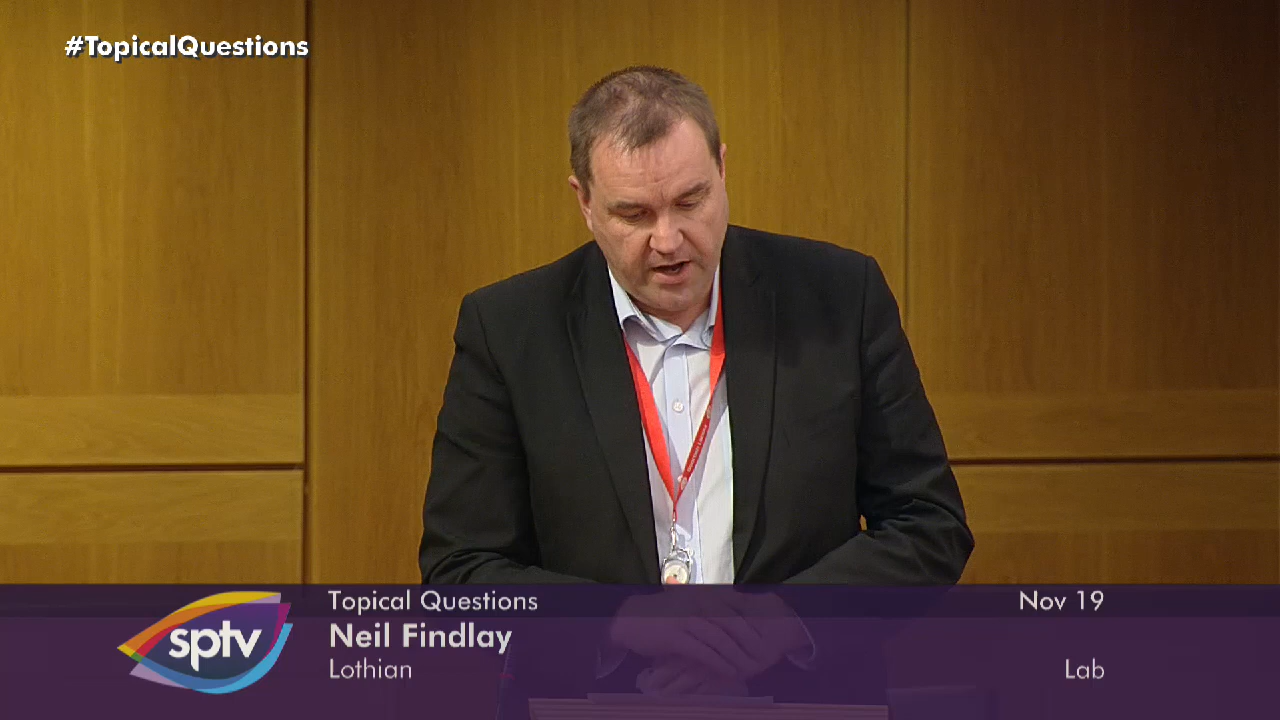 #TopicalQuestions
Topical Questions
Nov 19
sptv
Neil Findlay
Lothian
Lab